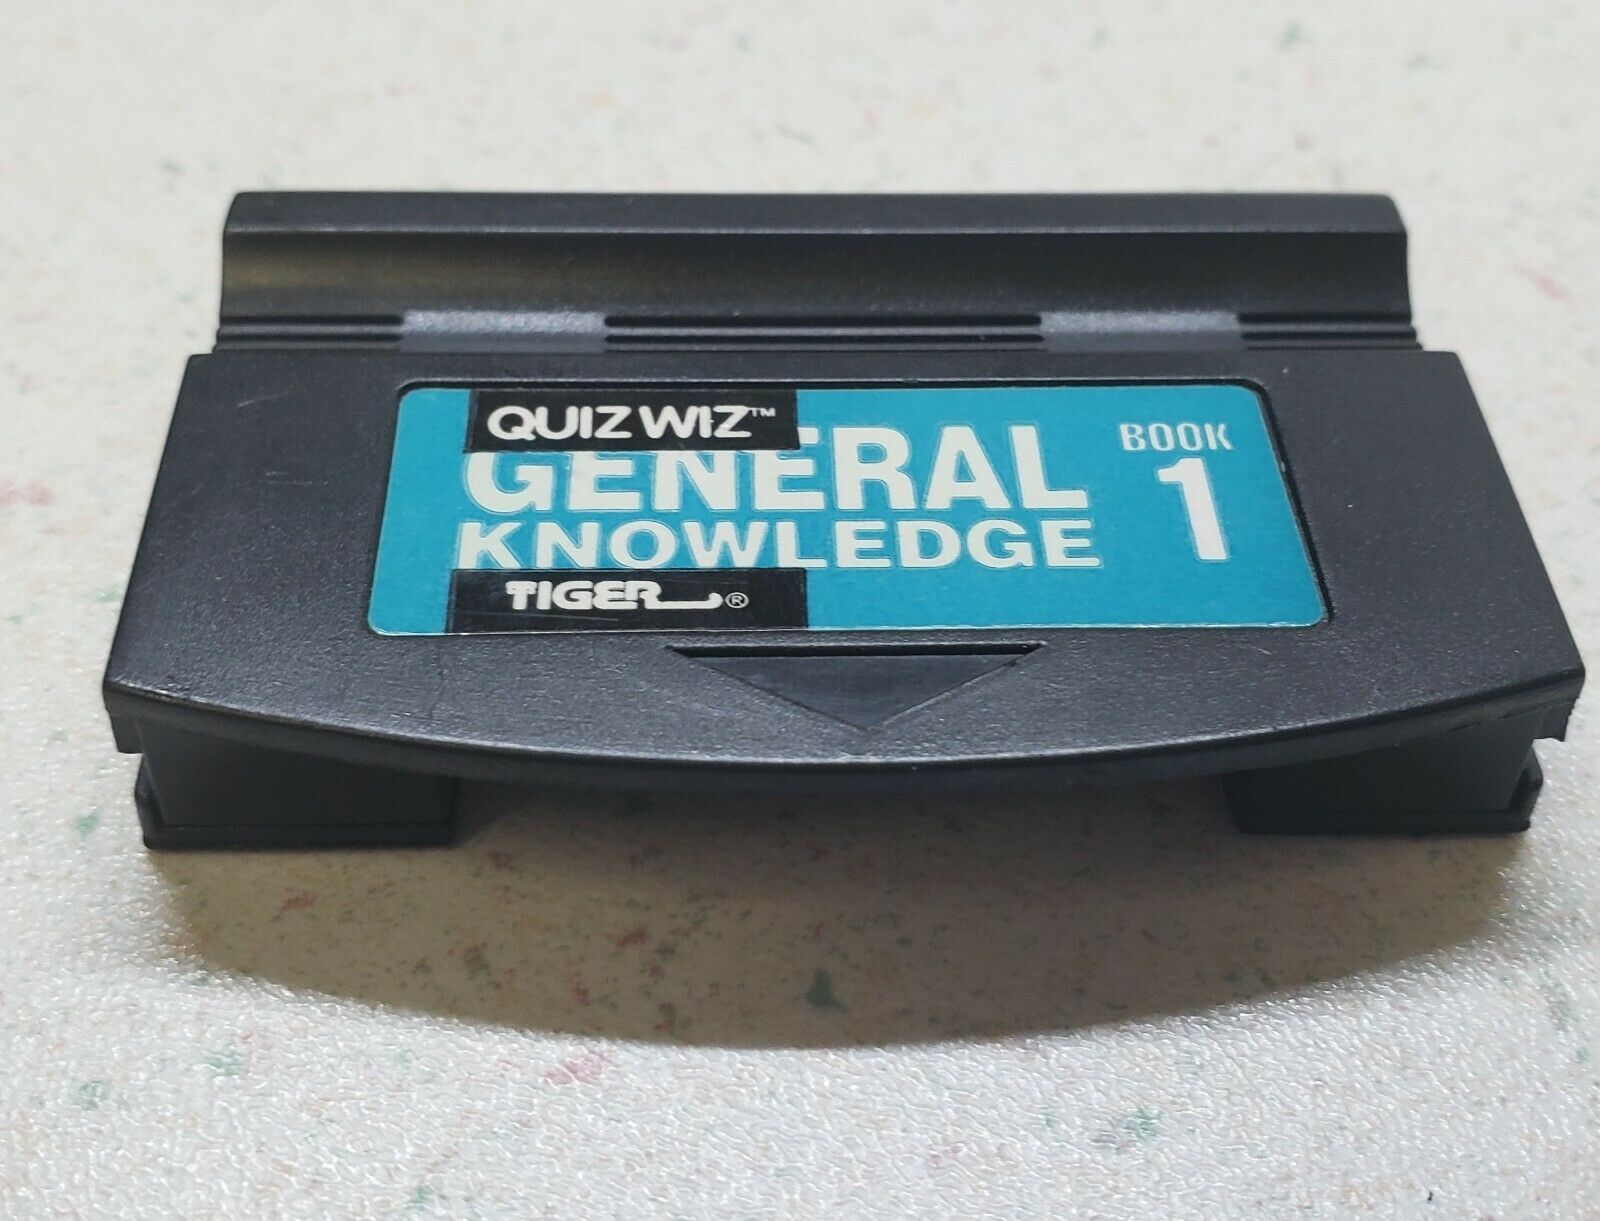 QUIZ WIZ™
GENERAL
KNOWLEDGE
BOOK
1
TIGER®